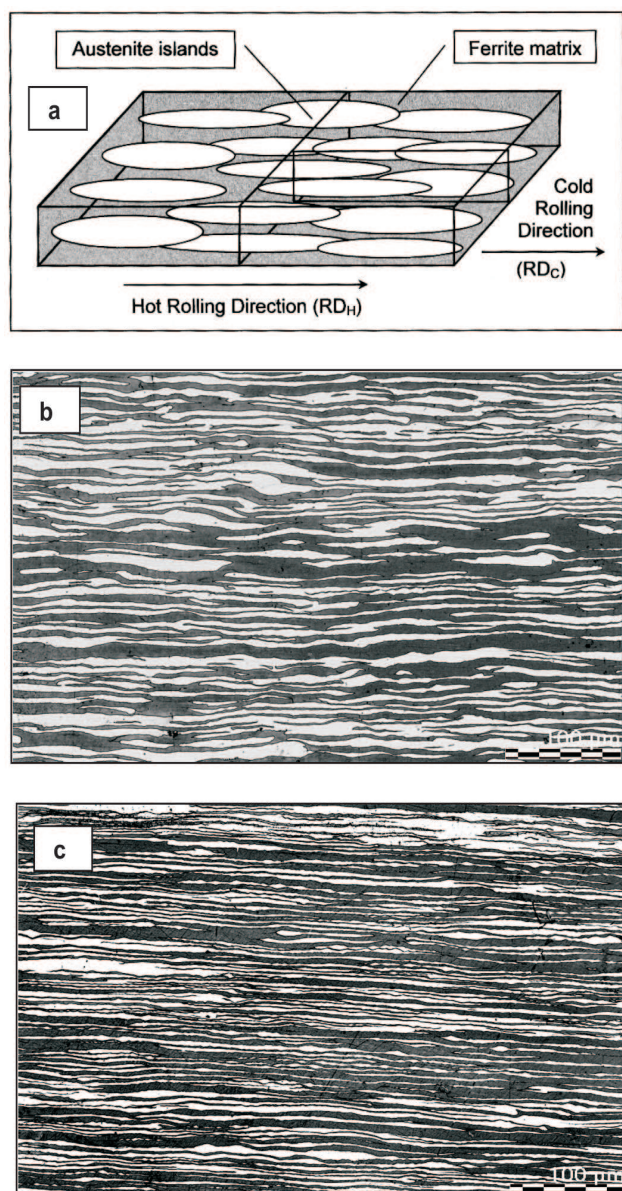 Austenite islands
Ferrite matrix
a
Cold
Rolling
Direction
(RDC)
Hot Rolling Direction (RDH)
b
100 µm
c
100 µm